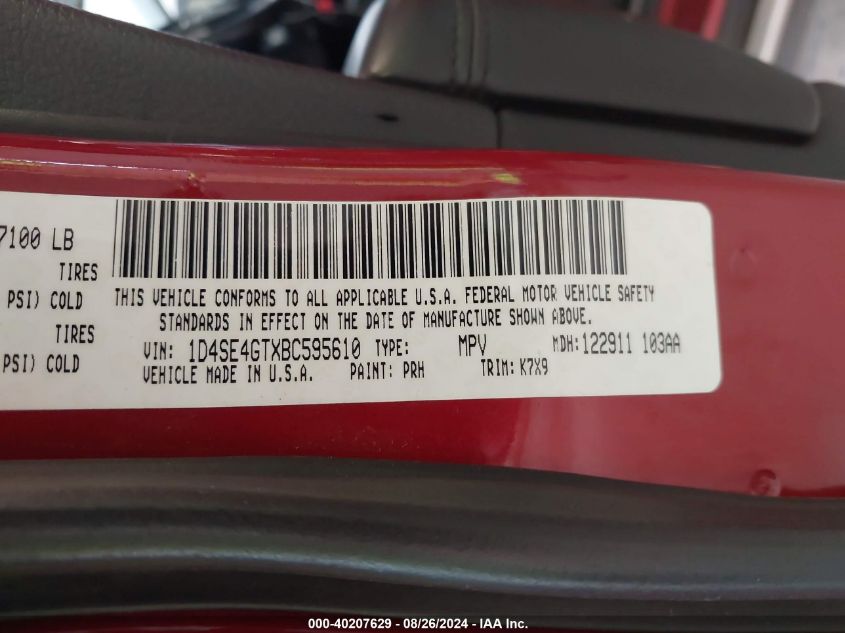 7100 LB
TIRES
PSI) COLD
TIRES
PSI) COLD
THIS VEHICLE CONFORMS TO ALL APPLICABLE U.S.A. FEDERAL MOTOR VEHICLE SAFETY
STANDARDS IN EFFECT ON THE DATE OF MANUFACTURE SHOWN ABOVE.
VIN: 1D4SE4GTXBC595610 TYPE: MPV MDH: 122911 103AA
VEHICLE MADE IN U.S.A. PAINT: PRH TRIM: K7X9
000-40207629 - 08/26/2024 - IAA Inc.